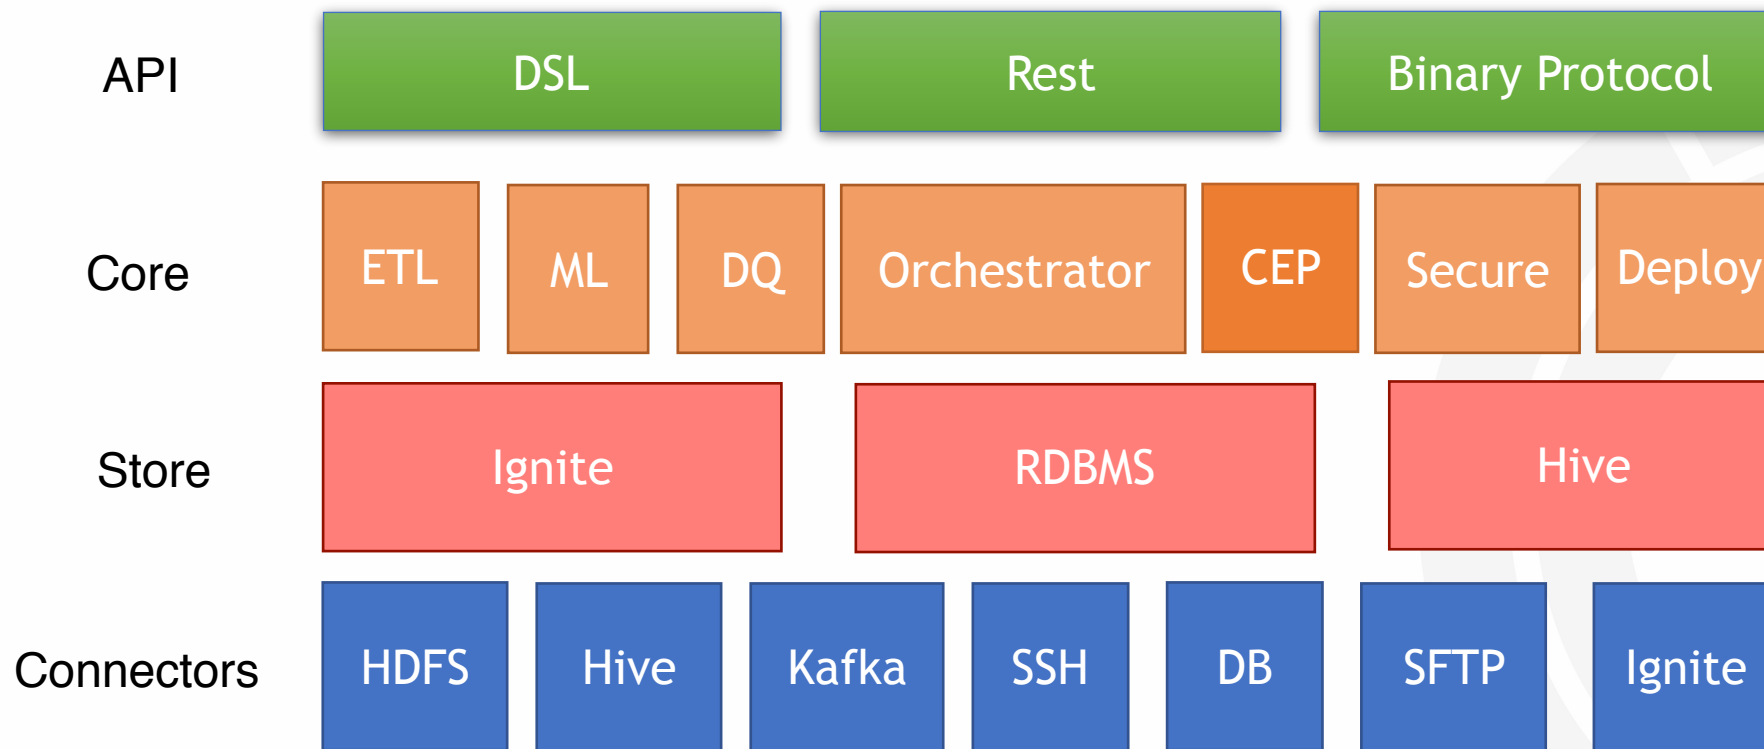 API
DSL
Rest
Binary Protocol
Core
ETL
ML
DQ
Orchestrator
CEP
Secure
Deploy
Store
Ignite
RDBMS
Hive
Connectors
HDFS
Hive
Kafka
SSH
DB
SFTP
Ignite